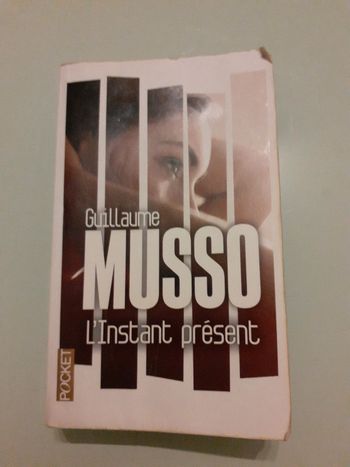 Guillaume
MUSSO
L'Instant présent
POCKET